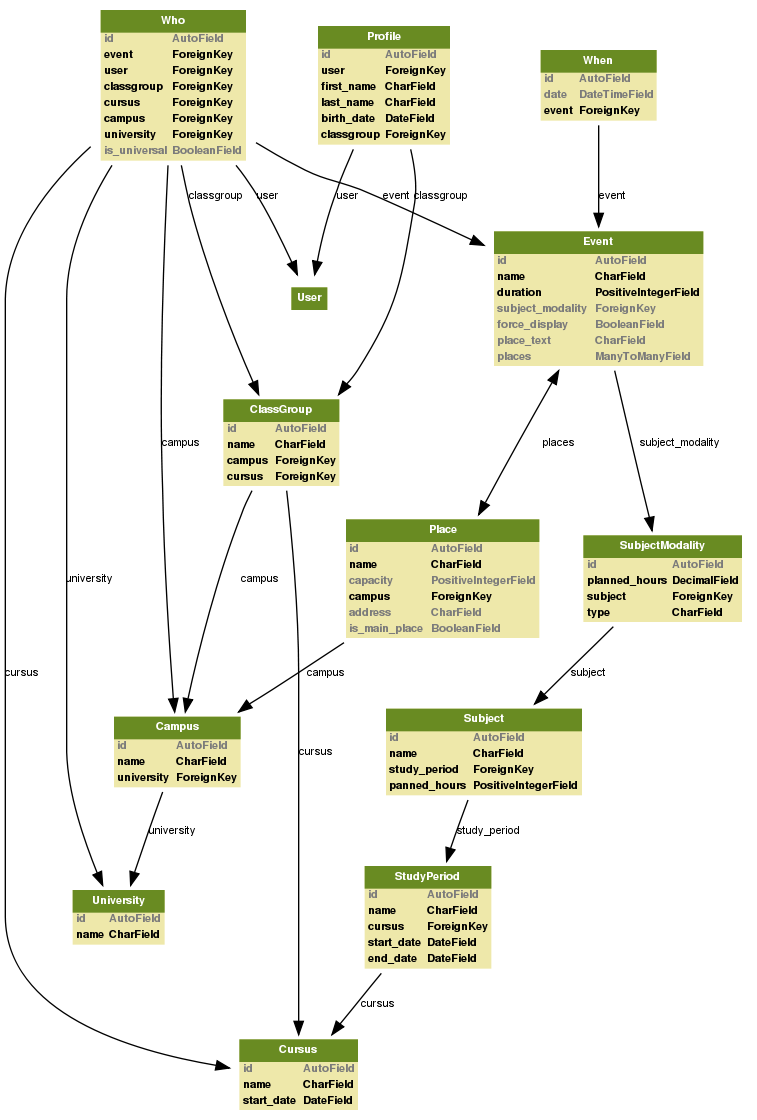 Who
id AutoField
event ForeignKey
user ForeignKey
classgroup ForeignKey
cursus ForeignKey
campus ForeignKey
university ForeignKey
is_universal BooleanField
Profile
id AutoField
user ForeignKey
first_name CharField
last_name CharField
birth_date DateField
classgroup ForeignKey
When
id AutoField
date DateTimeField
event ForeignKey
classgroup
user
user
event
classgroup
event
Event
id AutoField
name CharField
duration PositiveIntegerField
subject_modality ForeignKey
force_display BooleanField
place_text CharField
places ManyToManyField
User
ClassGroup
id AutoField
name CharField
campus ForeignKey
cursus ForeignKey
campus
places
subject_modality
Place
id AutoField
name CharField
capacity PositiveIntegerField
campus ForeignKey
address CharField
is_main_place BooleanField
SubjectModality
id AutoField
planned_hours DecimalField
subject ForeignKey
type CharField
university
campus
cursus
campus
subject
Campus
id AutoField
name CharField
university ForeignKey
cursus
Subject
id AutoField
name CharField
study_period ForeignKey
panned_hours PositiveIntegerField
university
study_period
University
id AutoField
name CharField
StudyPeriod
id AutoField
name CharField
cursus ForeignKey
start_date DateField
end_date DateField
cursus
Cursus
id AutoField
name CharField
start_date DateField